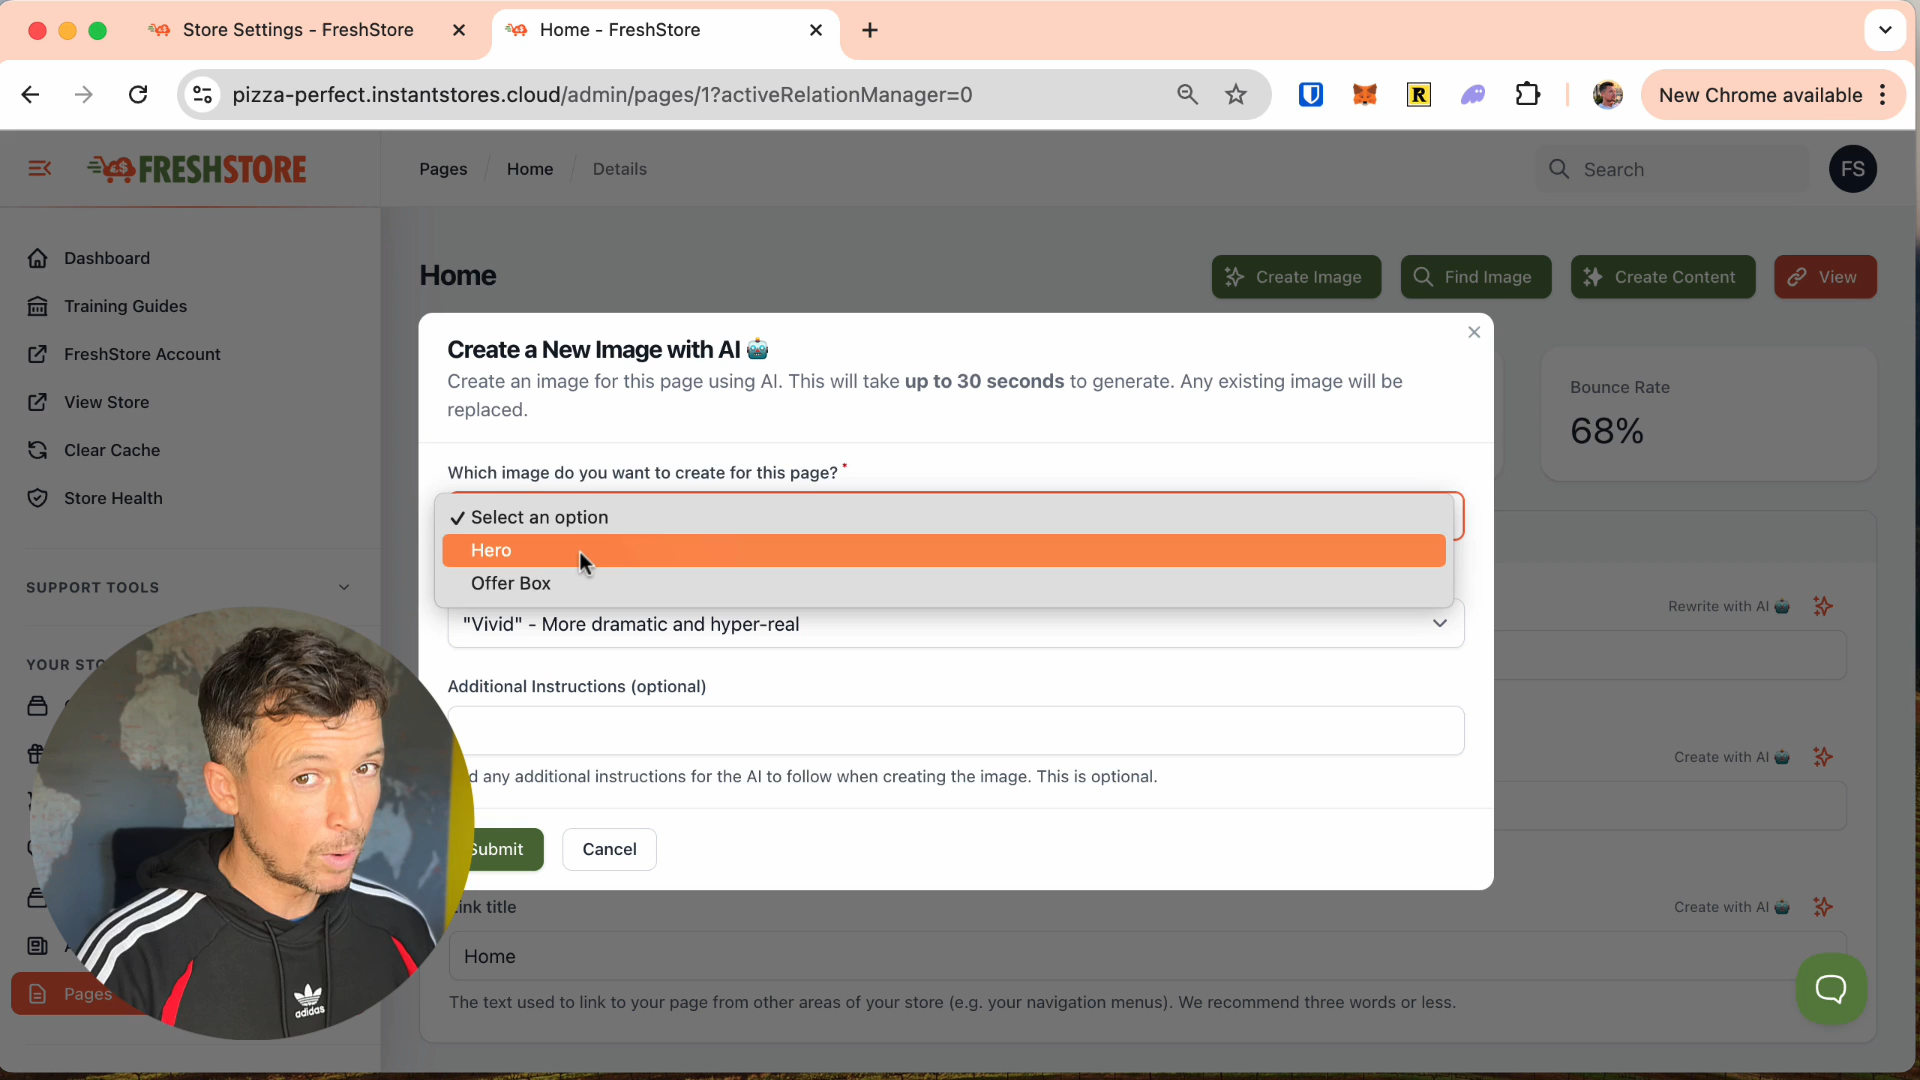 Store Settings - FreshStore
Home - FreshStore
pizza-perfect.instantstores.cloud/admin/pages/1?activeRelationManager=0
R
New Chrome available
FRESHSTORE
Pages
Home
Details
Search
FS
Dashboard
Training Guides
FreshStore Account
View Store
Clear Cache
Store Health
SUPPORT TOOLS
YOUR STO
Pages
Home
Create Image
Find Image
Create Content
View
Bounce Rate
68%
Create a New Image with AI 🤖
Create an image for this page using AI. This will take up to 30 seconds to generate. Any existing image will be
replaced.
Which image do you want to create for this page? *
✓ Select an option
Hero
Offer Box
"Vivid" - More dramatic and hyper-real
Additional Instructions (optional)
d any additional instructions for the AI to follow when creating the image. This is optional.
Submit
Cancel
Rewrite with AI 🤖
Create with AI 🤖
Link title
Create with AI 🤖
Home
The text used to link to your page from other areas of your store (e.g. your navigation menus). We recommend three words or less.
adidas